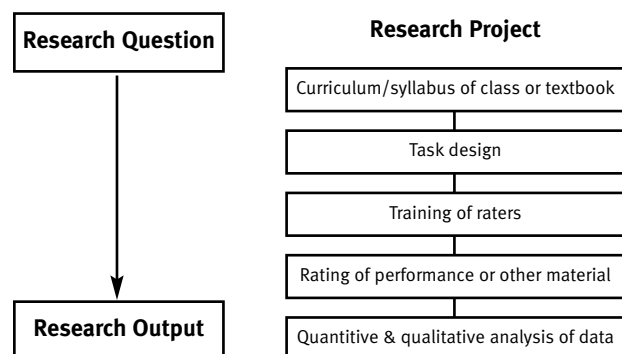 Research Question
Research Output
Research Project
Curriculum/syllabus of class or textbook
Task design
Training of raters
Rating of performance or other material
Quantitive & qualitative analysis of data